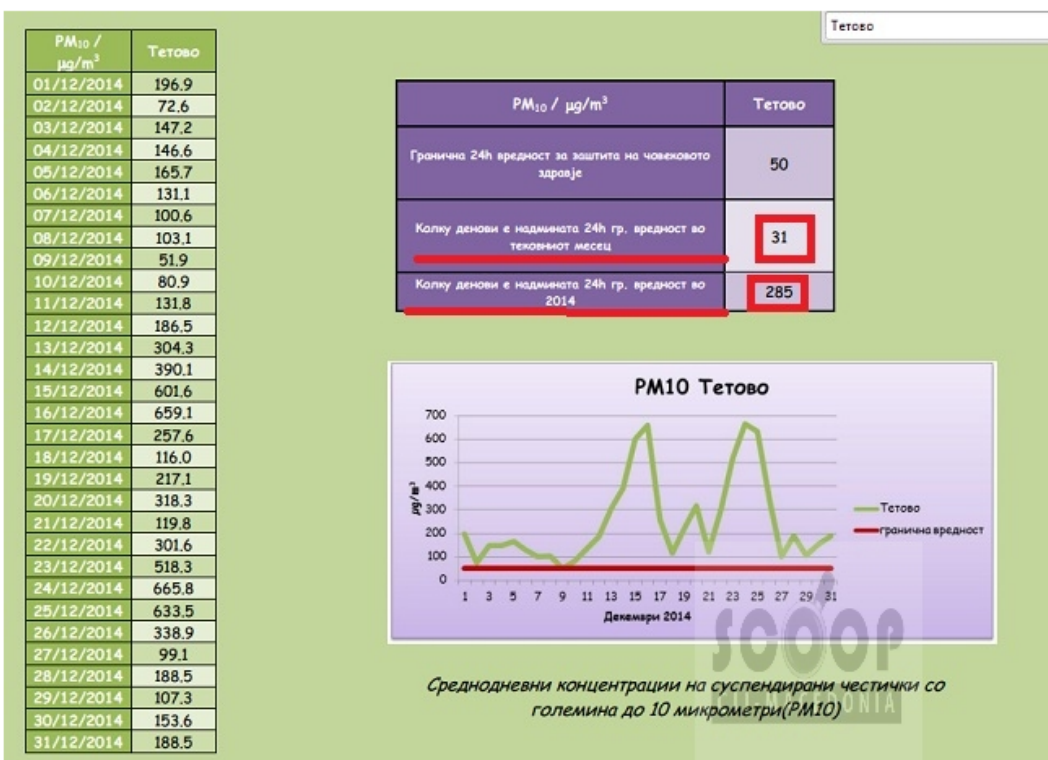 Тетово
PM10 / µg/m³ Тетово
01/12/2014 196.9
02/12/2014 72.6
03/12/2014 147.2
04/12/2014 146.6
05/12/2014 165.7
06/12/2014 131.1
07/12/2014 100.6
08/12/2014 103.1
09/12/2014 51.9
10/12/2014 80.9
11/12/2014 131.8
12/12/2014 186.5
13/12/2014 304.3
14/12/2014 390.1
15/12/2014 601.6
16/12/2014 659.1
17/12/2014 257.6
18/12/2014 116.0
19/12/2014 217.1
20/12/2014 318.3
21/12/2014 119.8
22/12/2014 301.6
23/12/2014 518.3
24/12/2014 665.8
25/12/2014 633.5
26/12/2014 338.9
27/12/2014 99.1
28/12/2014 188.5
29/12/2014 107.3
30/12/2014 153.6
31/12/2014 188.5
PM10 / µg/m³ Тетово
Гранична 24h вредност за заштита на човековото
здравје
50
Колку денови е надмината 24h гр. вредност во
тековниот месец
31
Колку денови е надмината 24h гр. вредност во
2014
285
PM10 Тетово
700
600
500
400
300
200
100
0
µg/m³
1 3 5 7 9 11 13 15 17 19 21 23 25 27 29 31
Декември 2014
Тетово
гранична вредност
Среднодневни концентрации на суспендирани честички со
големина до 10 микрометри(PM10)
SCOOP